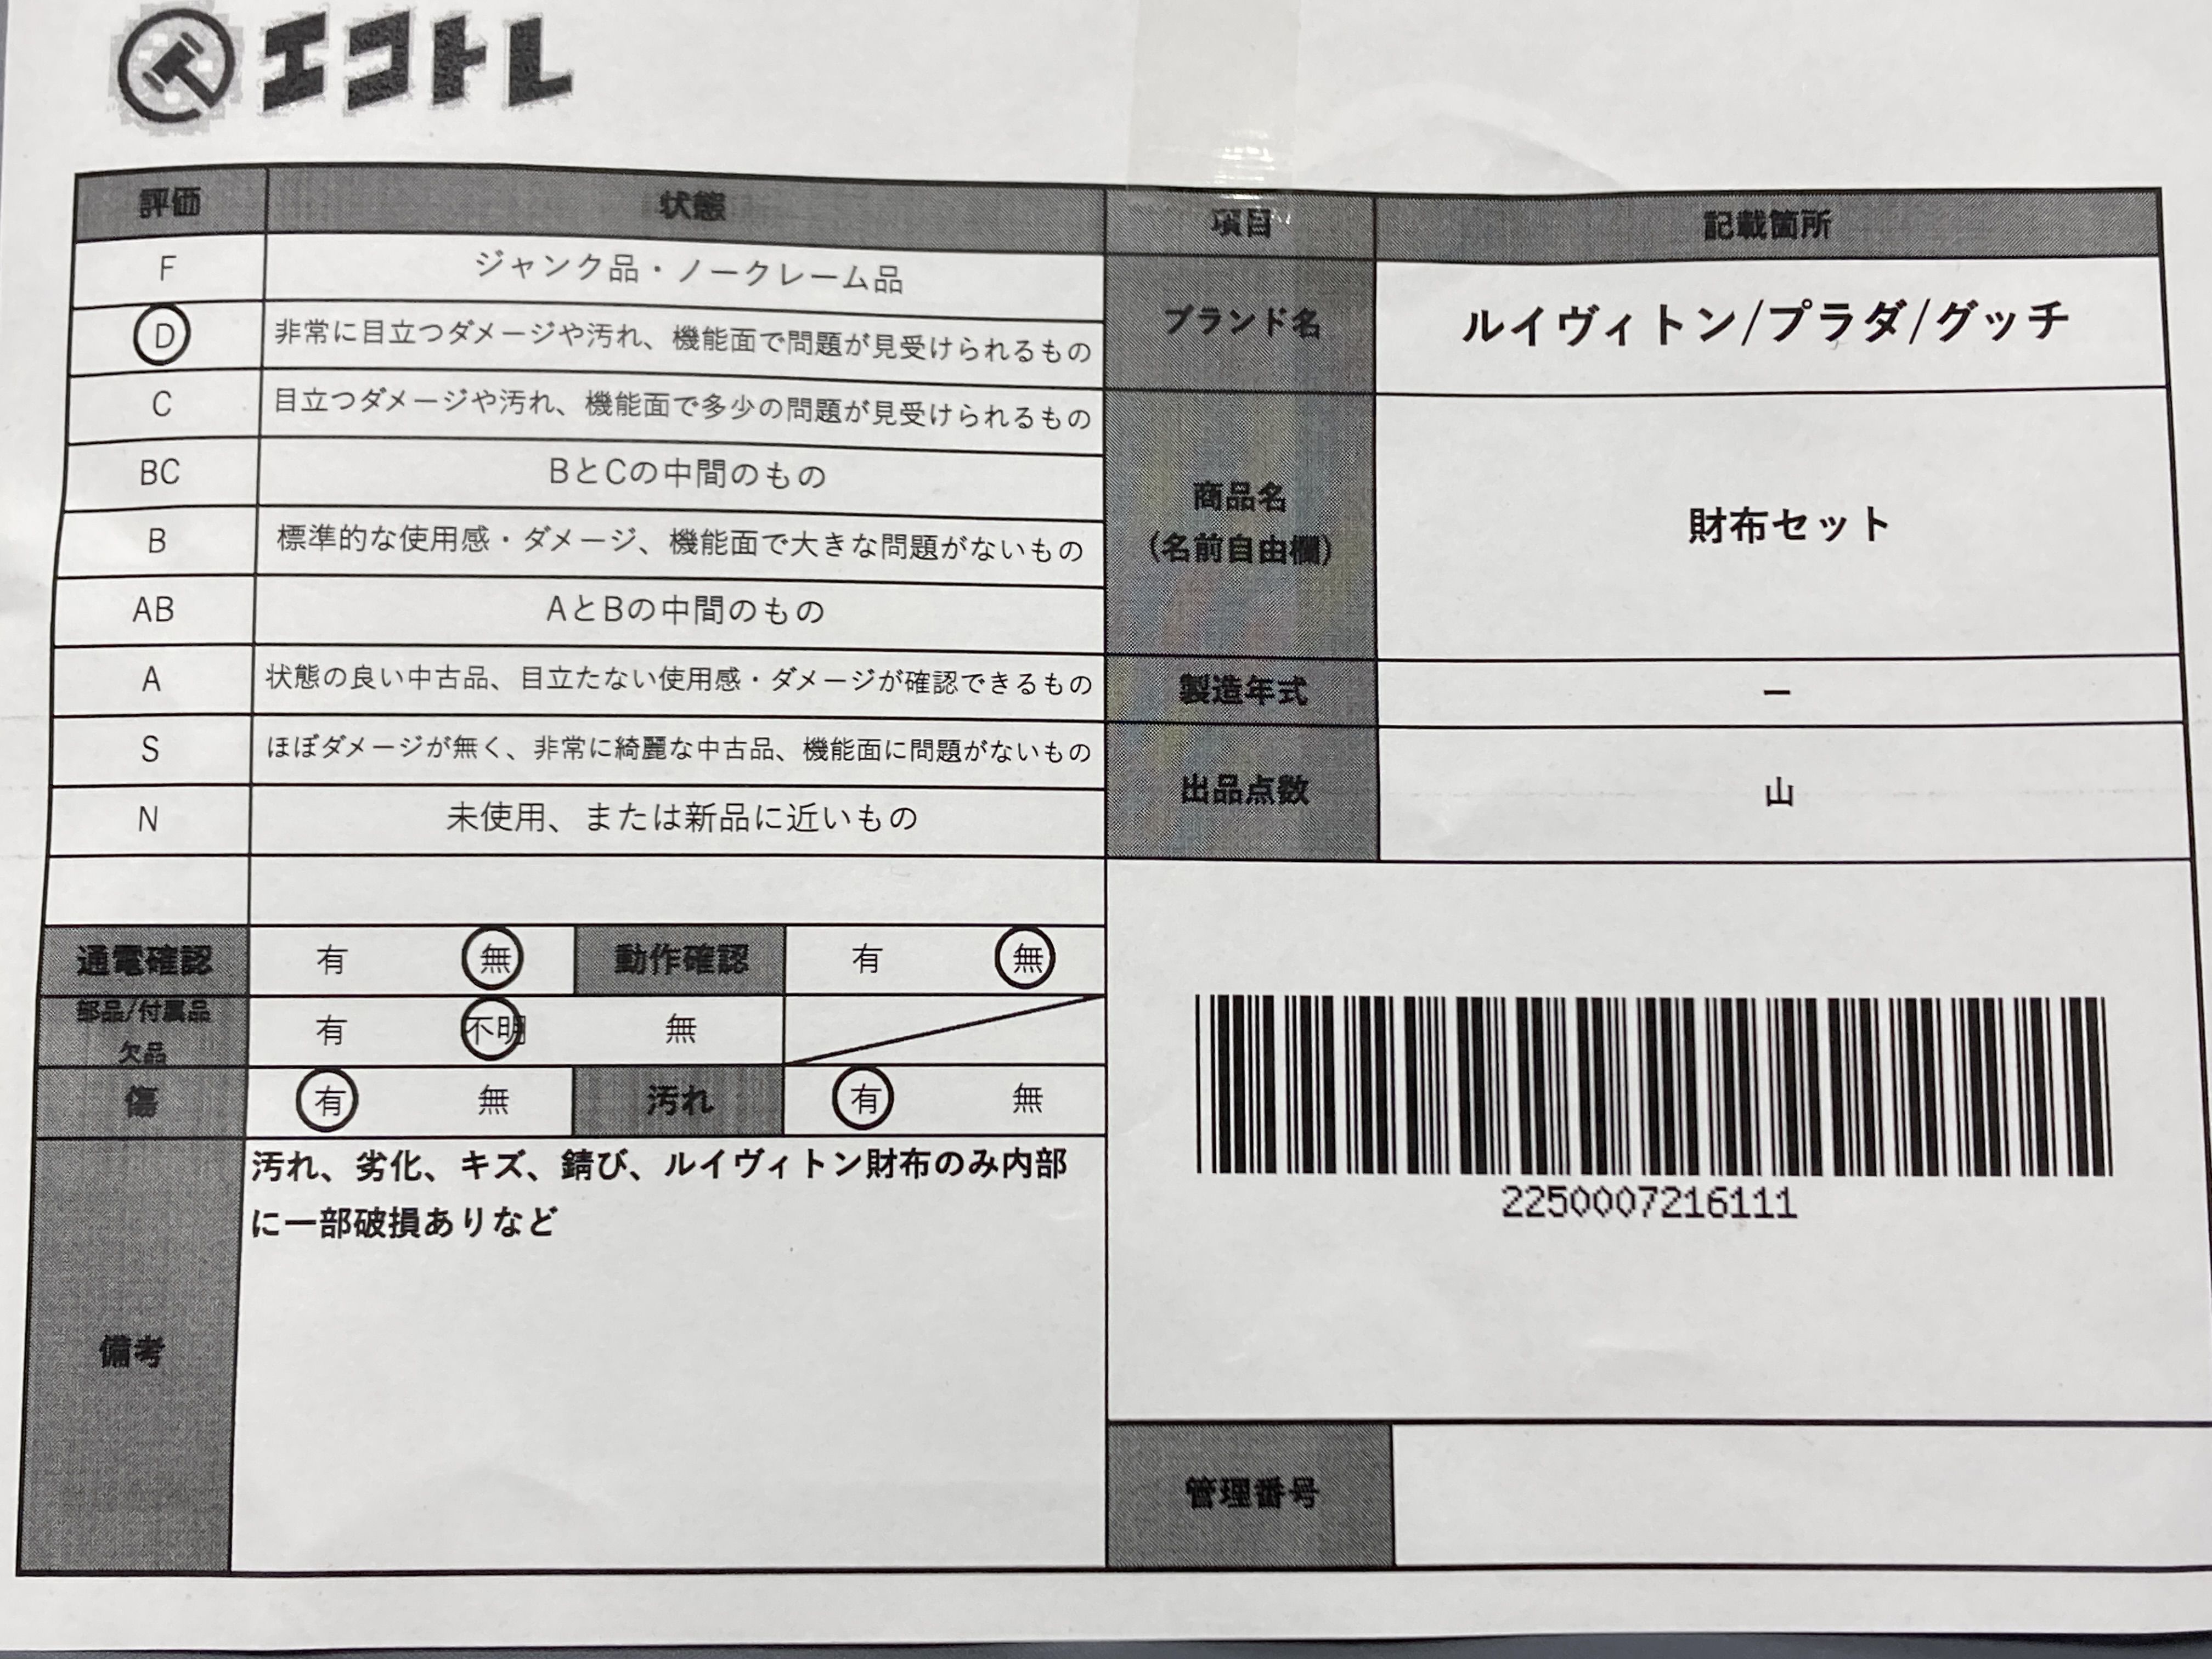 エコトレ
評価 状態
F ジャンク品・ノークレーム品
D 非常に目立つダメージや汚れ、機能面で問題が見受けられるもの
C 目立つダメージや汚れ、機能面で多少の問題が見受けられるもの
BC BとCの中間のもの
B 標準的な使用感・ダメージ、機能面で大きな問題がないもの
AB AとBの中間のもの
A 状態の良い中古品、目立たない使用感・ダメージが確認できるもの
S ほぼダメージが無く、非常に綺麗な中古品、機能面に問題がないもの
N 未使用、または新品に近いもの
通電確認 有 無 動作確認 有 無
部品/付属品
欠品 有 不明 無
傷 有 無 汚れ 有 無
備考
汚れ、劣化、キズ、錆び、ルイヴィトン財布のみ内部
に一部破損ありなど
項目 記載箇所
ブランド名 ルイヴィトン/プラダ/グッチ
商品名
(名前自由欄)
財布セット
製造年式 ー
出品点数 山
2250007216111
管理番号